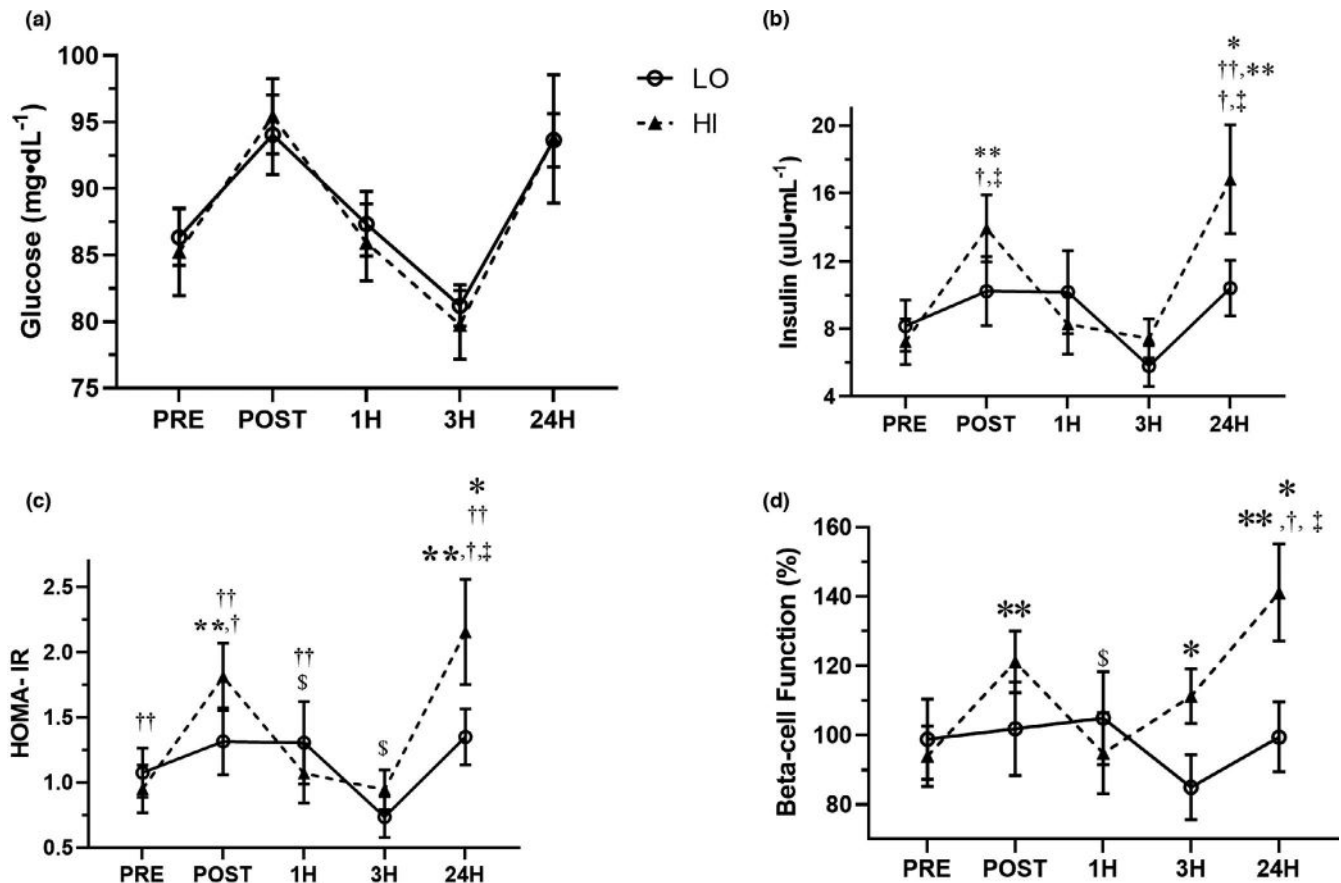 (a)
Glucose (mg•dL⁻¹)
100
95
90
85
80
75
PRE POST 1H 3H 24H
LO
HI
(b)
Insulin (uIU•mL⁻¹)
20
16
12
8
4
**
†,‡
*
††,**
†,‡
PRE POST 1H 3H 24H
(c)
HOMA- IR
2.5
2.0
1.5
1.0
0.5
††
††
**,†
††
$
$
*
††
**,†,‡
PRE POST 1H 3H 24H
(d)
Beta-cell Function (%)
160
140
120
100
80
**
$
*
*
** ,†, ‡
PRE POST 1H 3H 24H